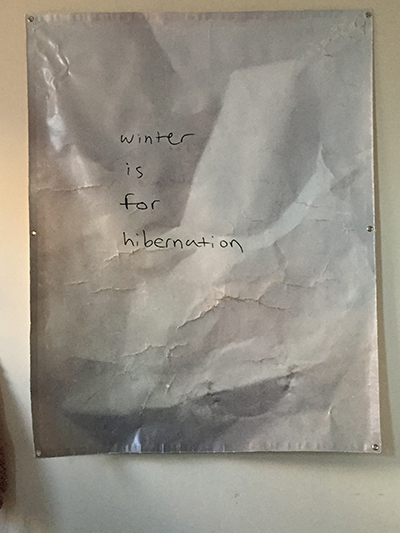 winter
is
for
hibernation